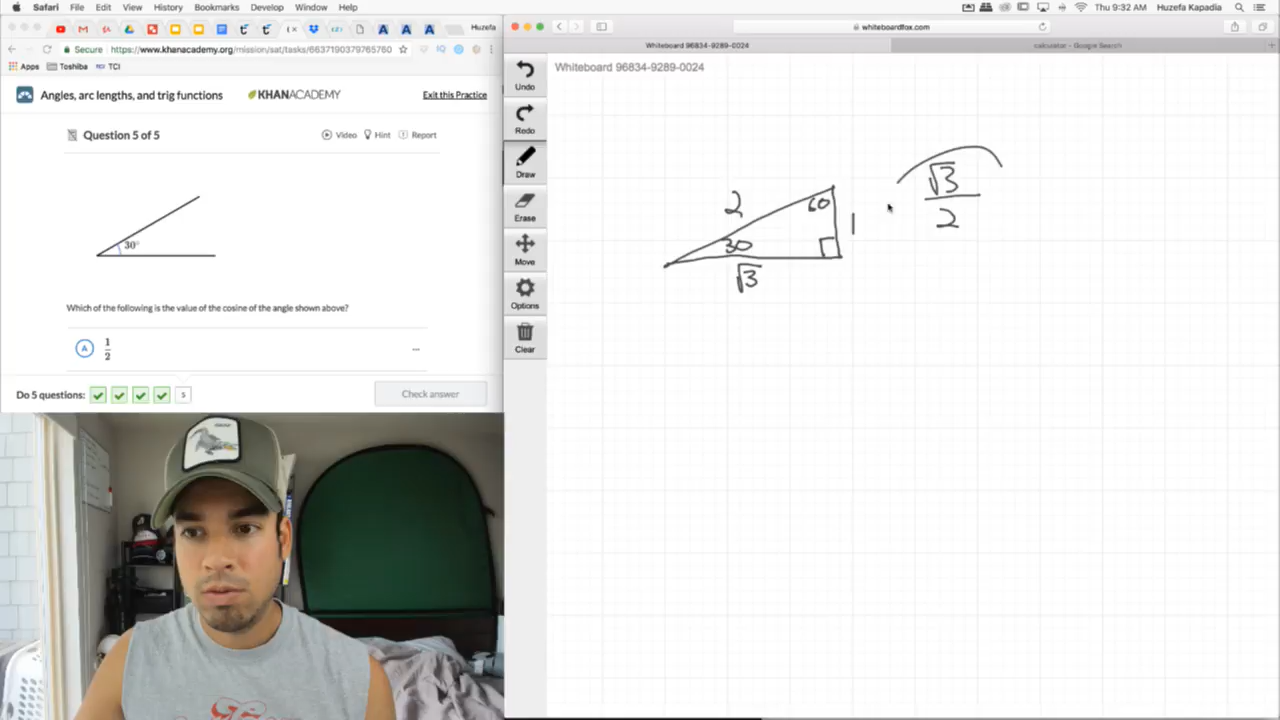 Safari File Edit View History Bookmarks Develop Window Help
Thu 9:32 AM Huzefa Kapadia
Huzefa
Secure https://www.khanacademy.org/mission/sat/tasks/6637190379765760
Apps Toshiba TCI
Angles, arc lengths, and trig functions
KHANACADEMY
Exit this Practice
Question 5 of 5
Video Hint Report
30°
Which of the following is the value of the cosine of the angle shown above?
A 1/2
Do 5 questions: 5
Check answer
whiteboardfox.com
Whiteboard 96834-9289-0024
calculator - Google Search
Whiteboard 96834-9289-0024
Undo
Redo
Draw
Erase
Move
Options
Clear
2
60
1
30
√3
√3
2